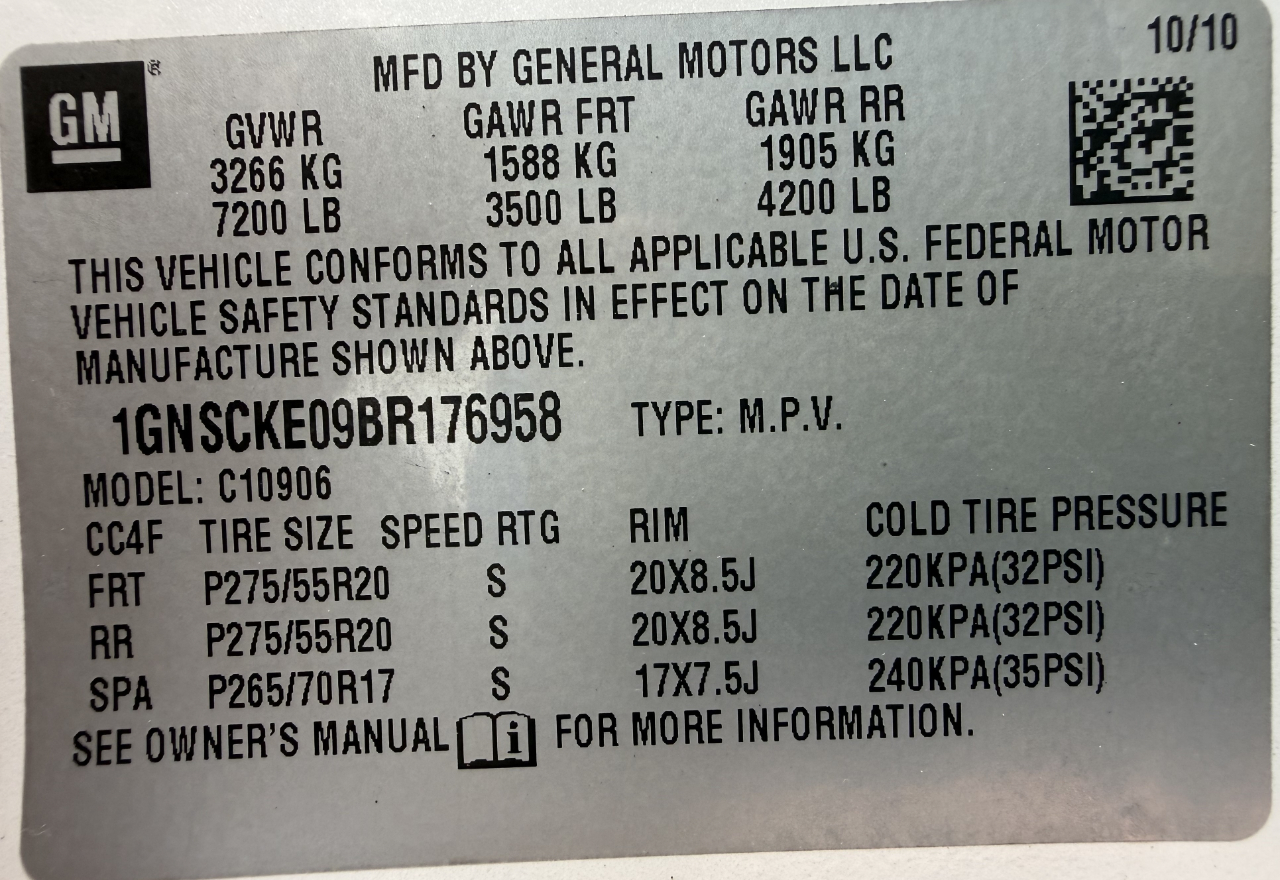 10/10
GM®
MFD BY GENERAL MOTORS LLC
GVWR GAWR FRT GAWR RR
3266 KG 1588 KG 1905 KG
7200 LB 3500 LB 4200 LB
THIS VEHICLE CONFORMS TO ALL APPLICABLE U.S. FEDERAL MOTOR
VEHICLE SAFETY STANDARDS IN EFFECT ON THE DATE OF
MANUFACTURE SHOWN ABOVE.
1GNSCKE09BR176958 TYPE: M.P.V.
MODEL: C10906
CC4F TIRE SIZE SPEED RTG RIM COLD TIRE PRESSURE
FRT P275/55R20 S 20X8.5J 220KPA(32PSI)
RR P275/55R20 S 20X8.5J 220KPA(32PSI)
SPA P265/70R17 S 17X7.5J 240KPA(35PSI)
SEE OWNER'S MANUAL i FOR MORE INFORMATION.